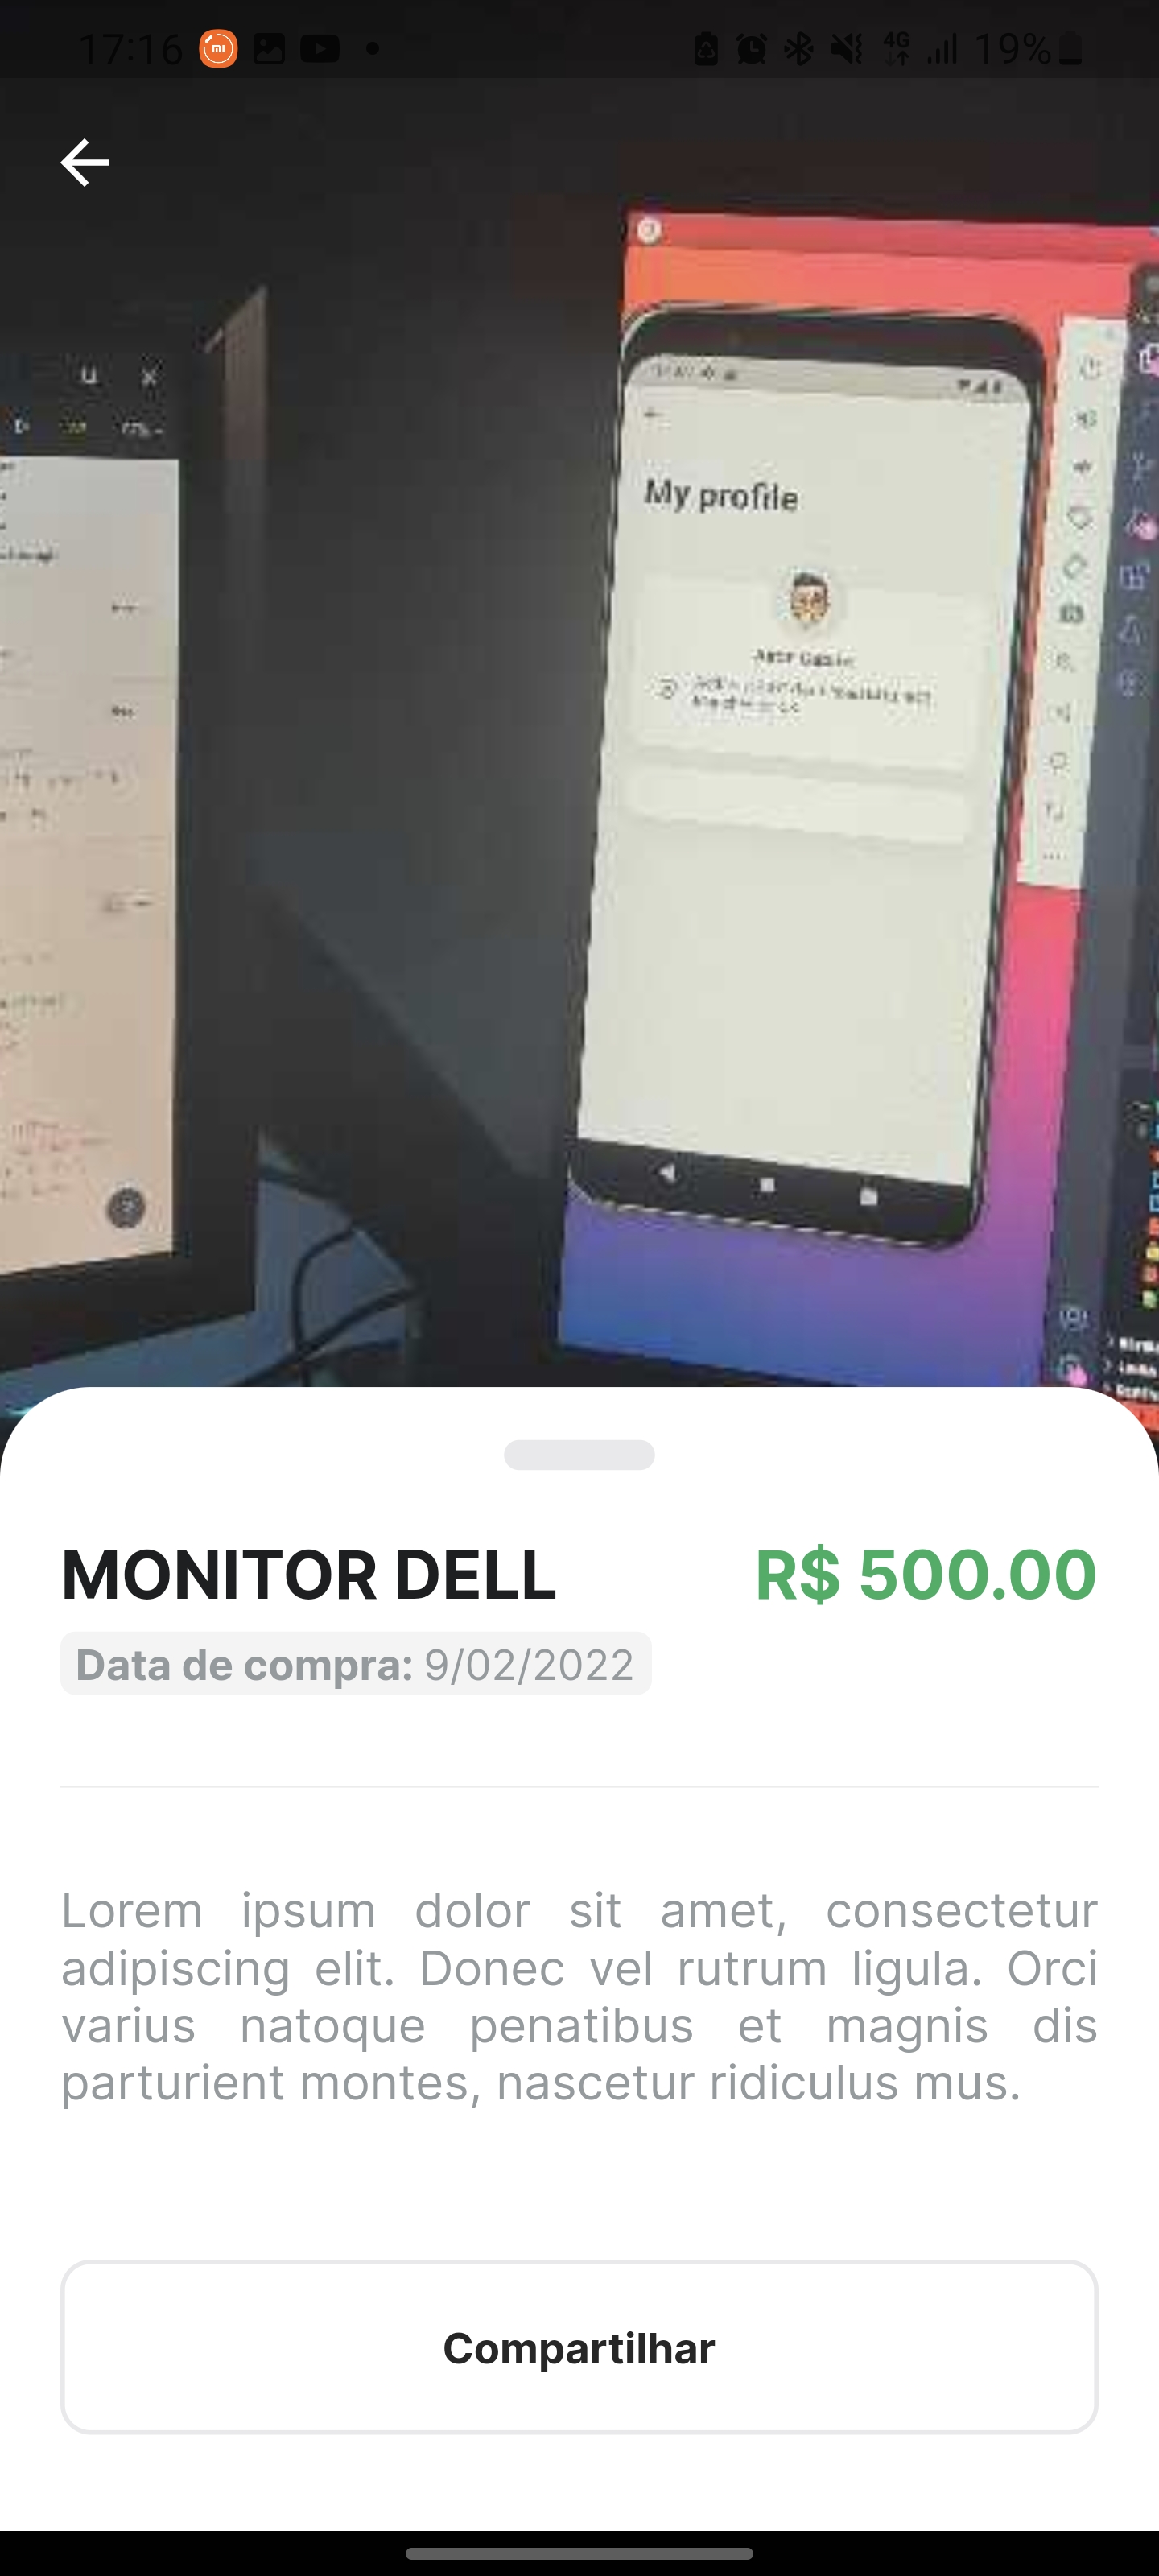 17:16
4G
19%
My profile
MONITOR DELL
R$ 500.00
Data de compra: 9/02/2022
Lorem ipsum dolor sit amet, consectetur
adipiscing elit. Donec vel rutrum ligula. Orci
varius natoque penatibus et magnis dis
parturient montes, nascetur ridiculus mus.
Compartilhar